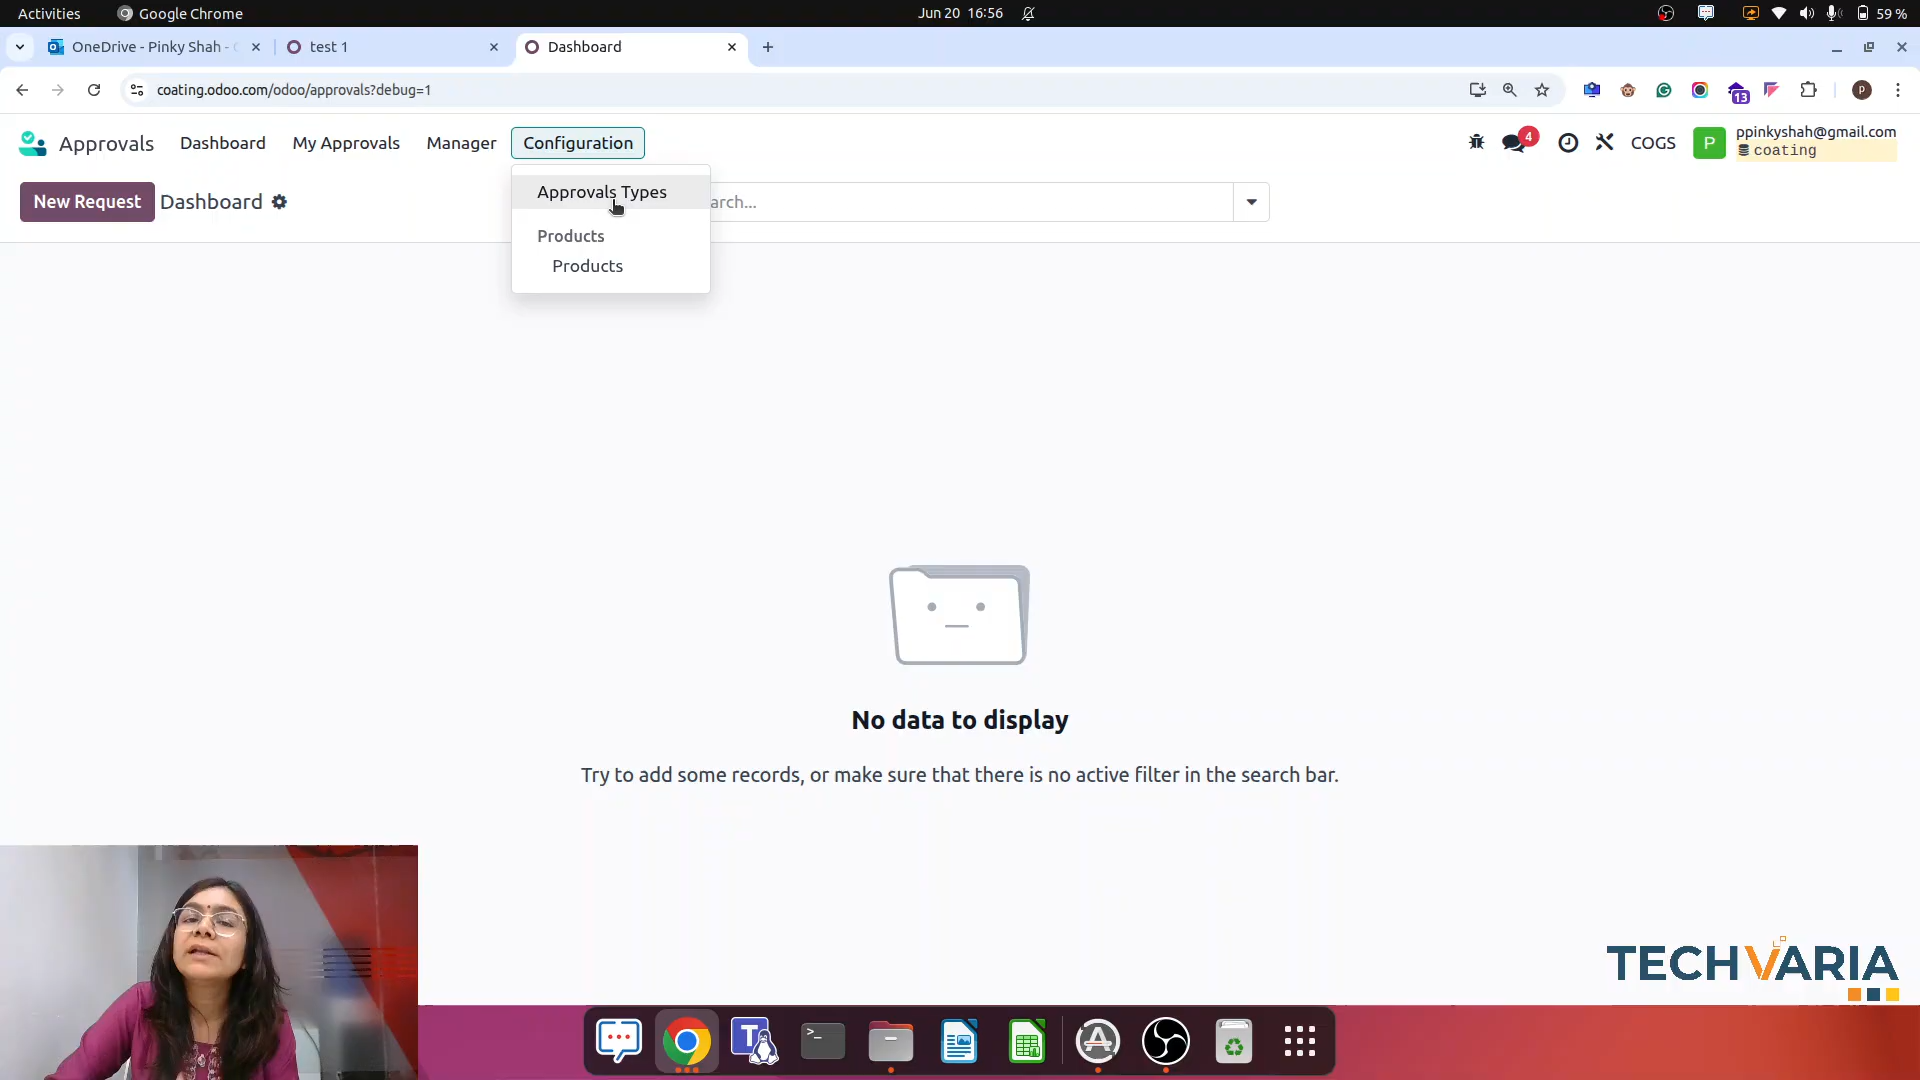 Activities
Google Chrome
Jun 20 16:56
59 %
OneDrive - Pinky Shah -
test 1
Dashboard
coating.odoo.com/odoo/approvals?debug=1
13
P
Approvals
Dashboard
My Approvals
Manager
Configuration
4
COGS
P
ppinkyshah@gmail.com
coating
New Request
Dashboard
Approvals Types
arch...
Products
Products
No data to display
Try to add some records, or make sure that there is no active filter in the search bar.
TECHVARIA